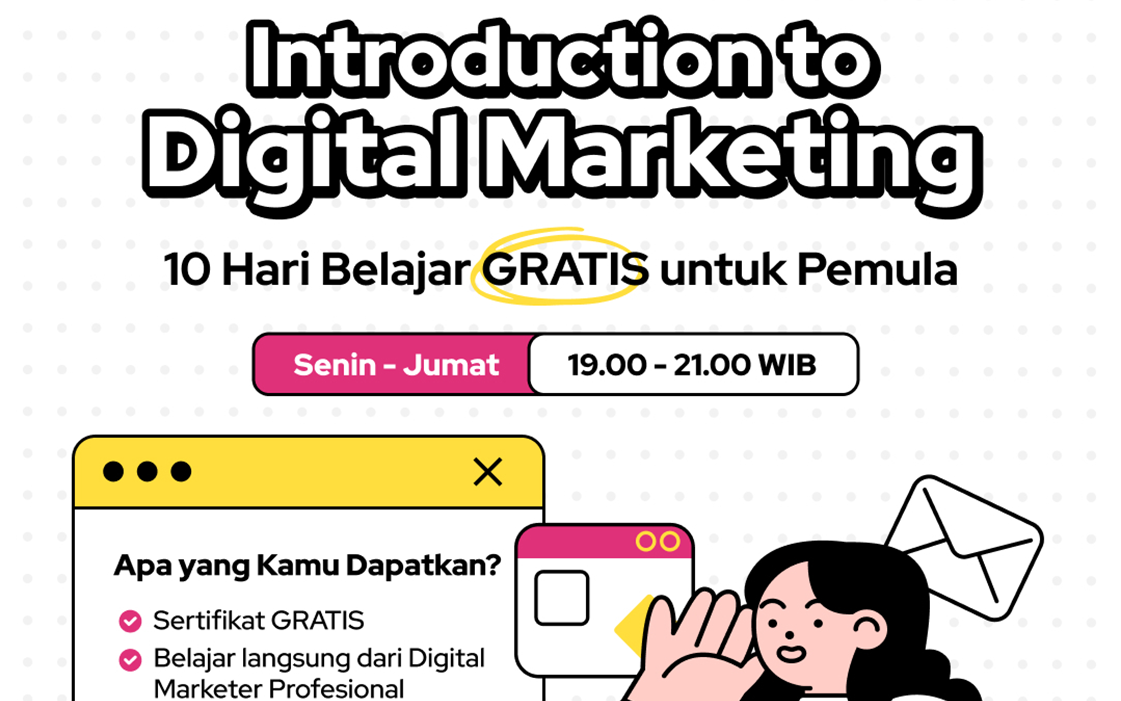 Introduction to
Digital Marketing
10 Hari Belajar GRATIS untuk Pemula
Senin - Jumat
19.00 - 21.00 WIB
Apa yang Kamu Dapatkan?
Sertifikat GRATIS
Belajar langsung dari Digital
Marketer Profesional